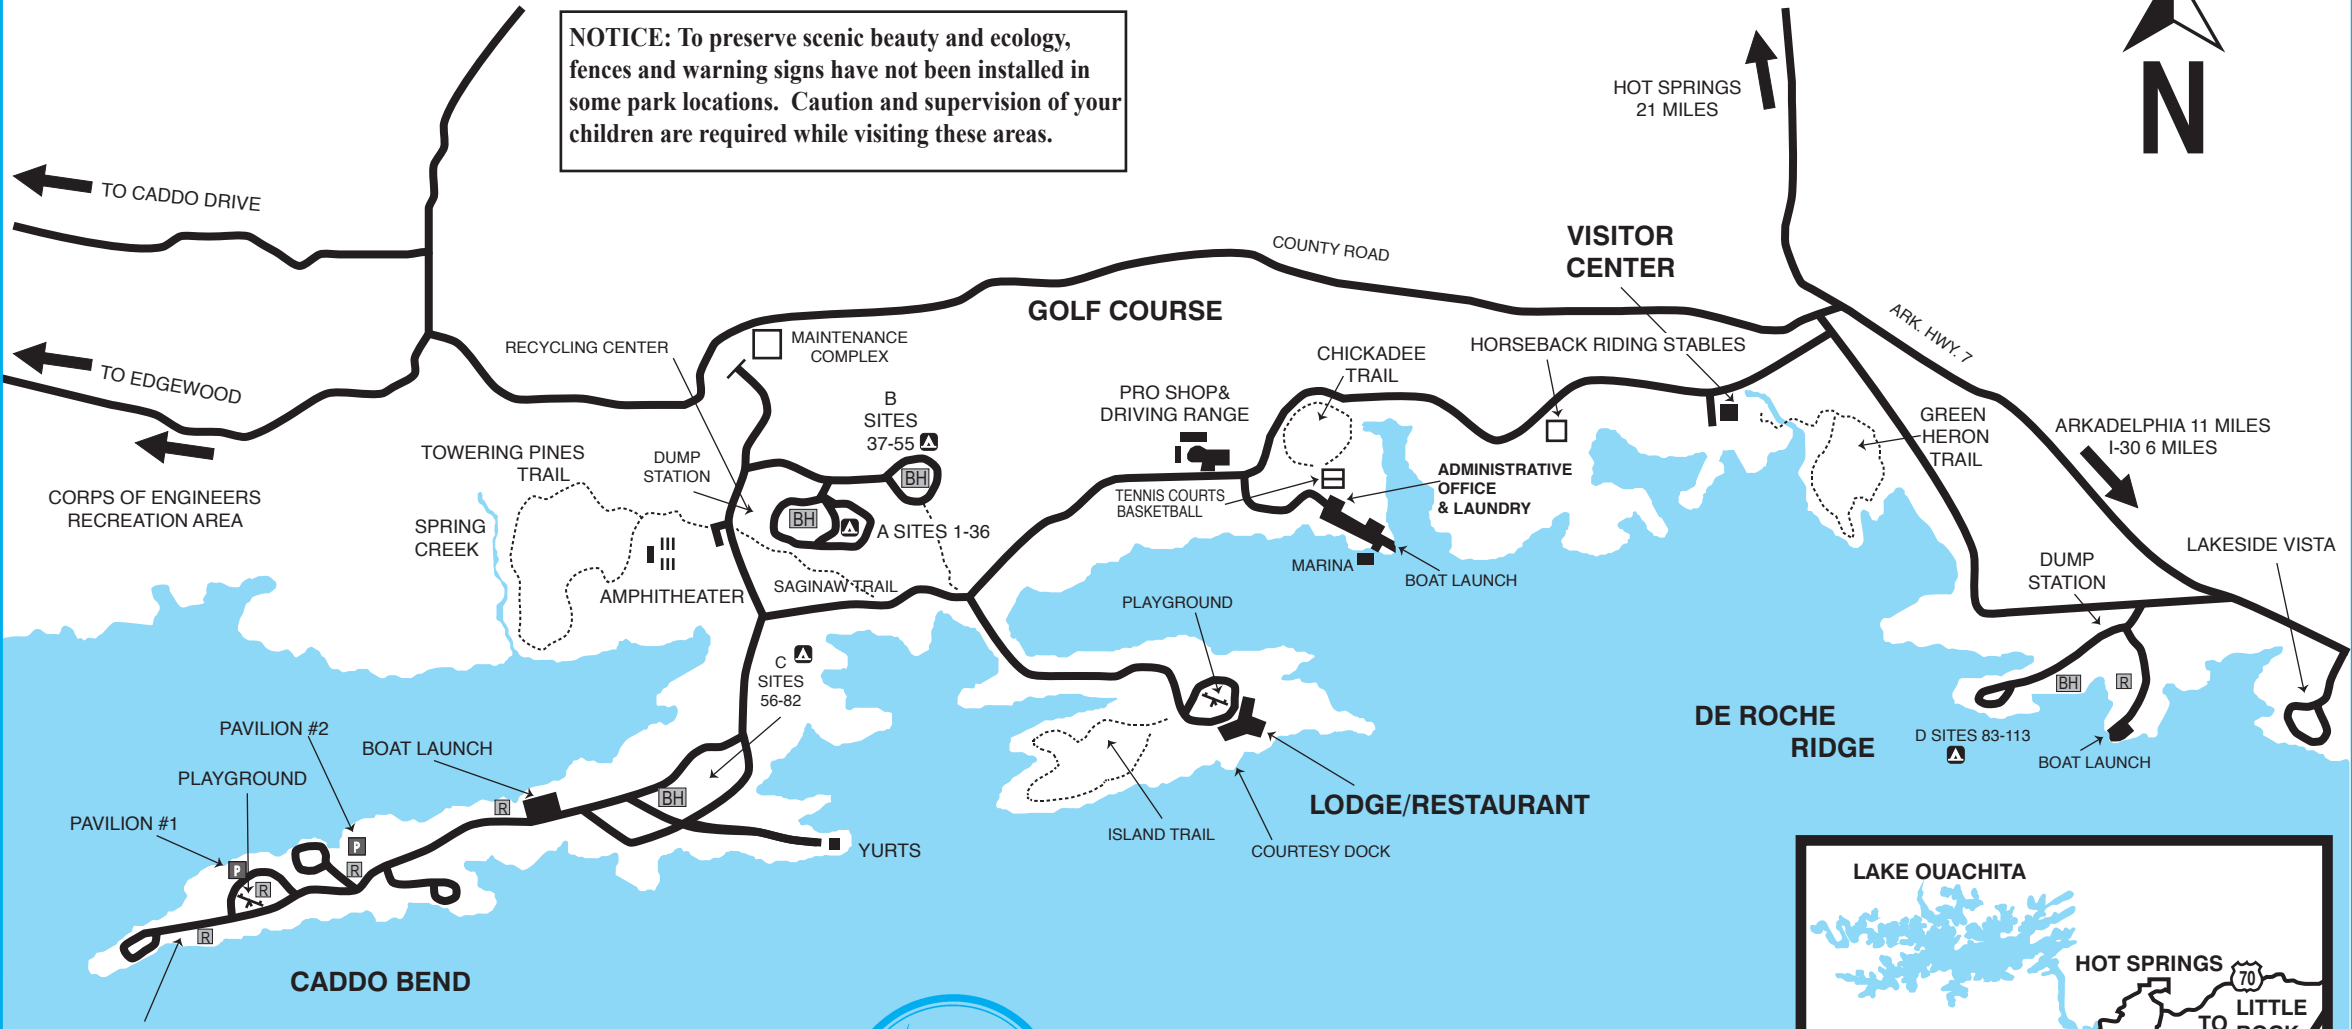 NOTICE: To preserve scenic beauty and ecology,
fences and warning signs have not been installed in
some park locations.  Caution and supervision of your
children are required while visiting these areas.
HOT SPRINGS
21 MILES
N
TO CADDO DRIVE
COUNTY ROAD
VISITOR
CENTER
GOLF COURSE
ARK. HWY. 7
RECYCLING CENTER
MAINTENANCE
COMPLEX
HORSEBACK RIDING STABLES
CHICKADEE
TRAIL
TO EDGEWOOD
PRO SHOP&
DRIVING RANGE
B
SITES
37-55
GREEN
HERON
TRAIL
ARKADELPHIA 11 MILES
I-30 6 MILES
TOWERING PINES
TRAIL
DUMP
STATION
BH
ADMINISTRATIVE
OFFICE
& LAUNDRY
CORPS OF ENGINEERS
RECREATION AREA
TENNIS COURTS
BASKETBALL
SPRING
CREEK
BH
A SITES 1-36
LAKESIDE VISTA
MARINA
BOAT LAUNCH
DUMP
STATION
AMPHITHEATER
SAGINAW TRAIL
PLAYGROUND
C
SITES
56-82
BH
R
DE ROCHE
RIDGE
D SITES 83-113
BOAT LAUNCH
PAVILION #2
BOAT LAUNCH
PLAYGROUND
BH
R
LODGE/RESTAURANT
PAVILION #1
ISLAND TRAIL
COURTESY DOCK
YURTS
P
P
R
R
R
CADDO BEND
LAKE OUACHITA
HOT SPRINGS
70
TO
LITTLE
ROCK